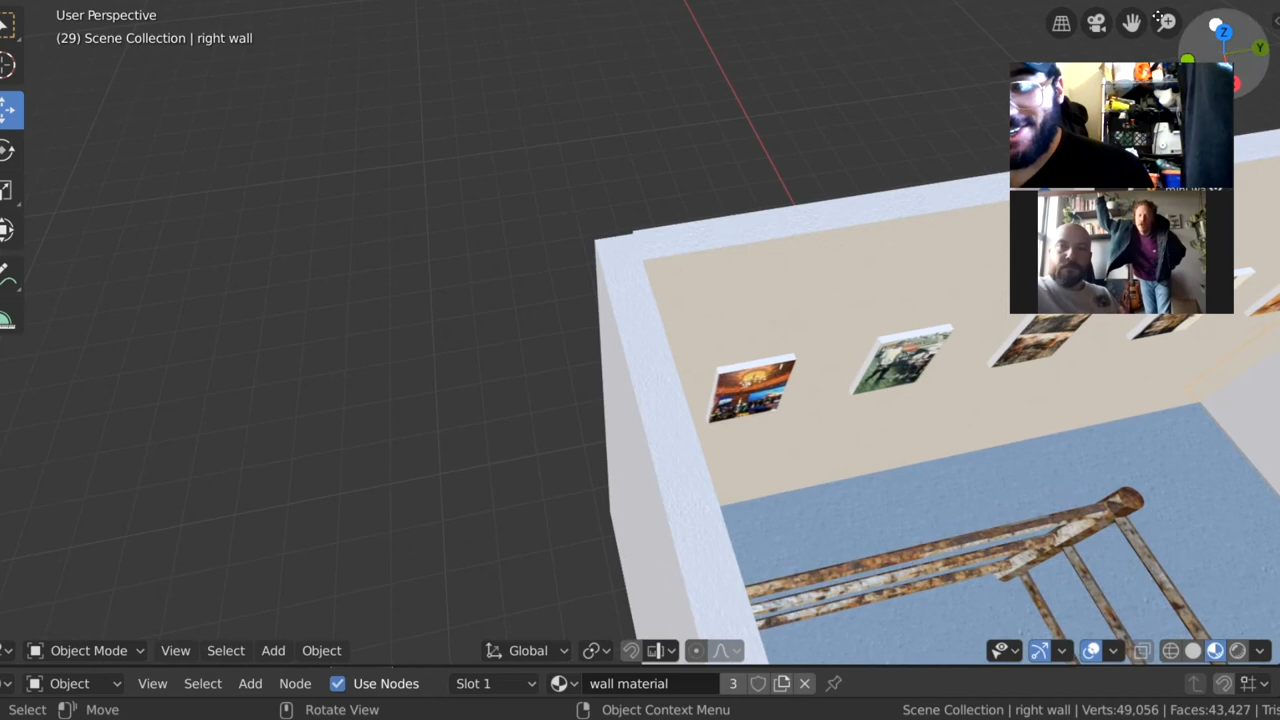 User Perspective
(29) Scene Collection | right wall
Z
Y
Object Mode View Select Add Object Global
Object View Select Add Node Use Nodes Slot 1 wall material 3
Select Move Rotate View Object Context Menu Scene Collection | right wall | Verts:49,056 | Faces:43,427 | Tris